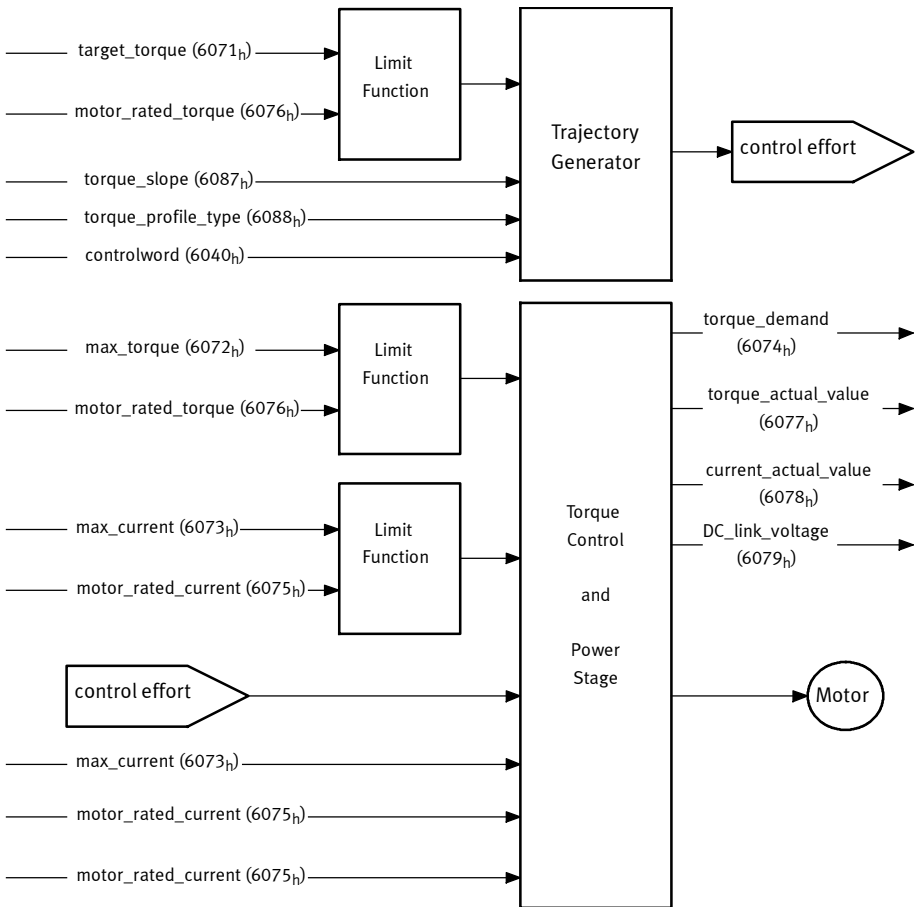 target_torque (6071h)
motor_rated_torque (6076h)
Limit
Function
torque_slope (6087h)
torque_profile_type (6088h)
controlword (6040h)
Trajectory
Generator
control effort
max_torque (6072h)
motor_rated_torque (6076h)
Limit
Function
max_current (6073h)
motor_rated_current (6075h)
Limit
Function
control effort
max_current (6073h)
motor_rated_current (6075h)
motor_rated_current (6075h)
Torque
Control
and
Power
Stage
torque_demand
(6074h)
torque_actual_value
(6077h)
current_actual_value
(6078h)
DC_link_voltage
(6079h)
Motor